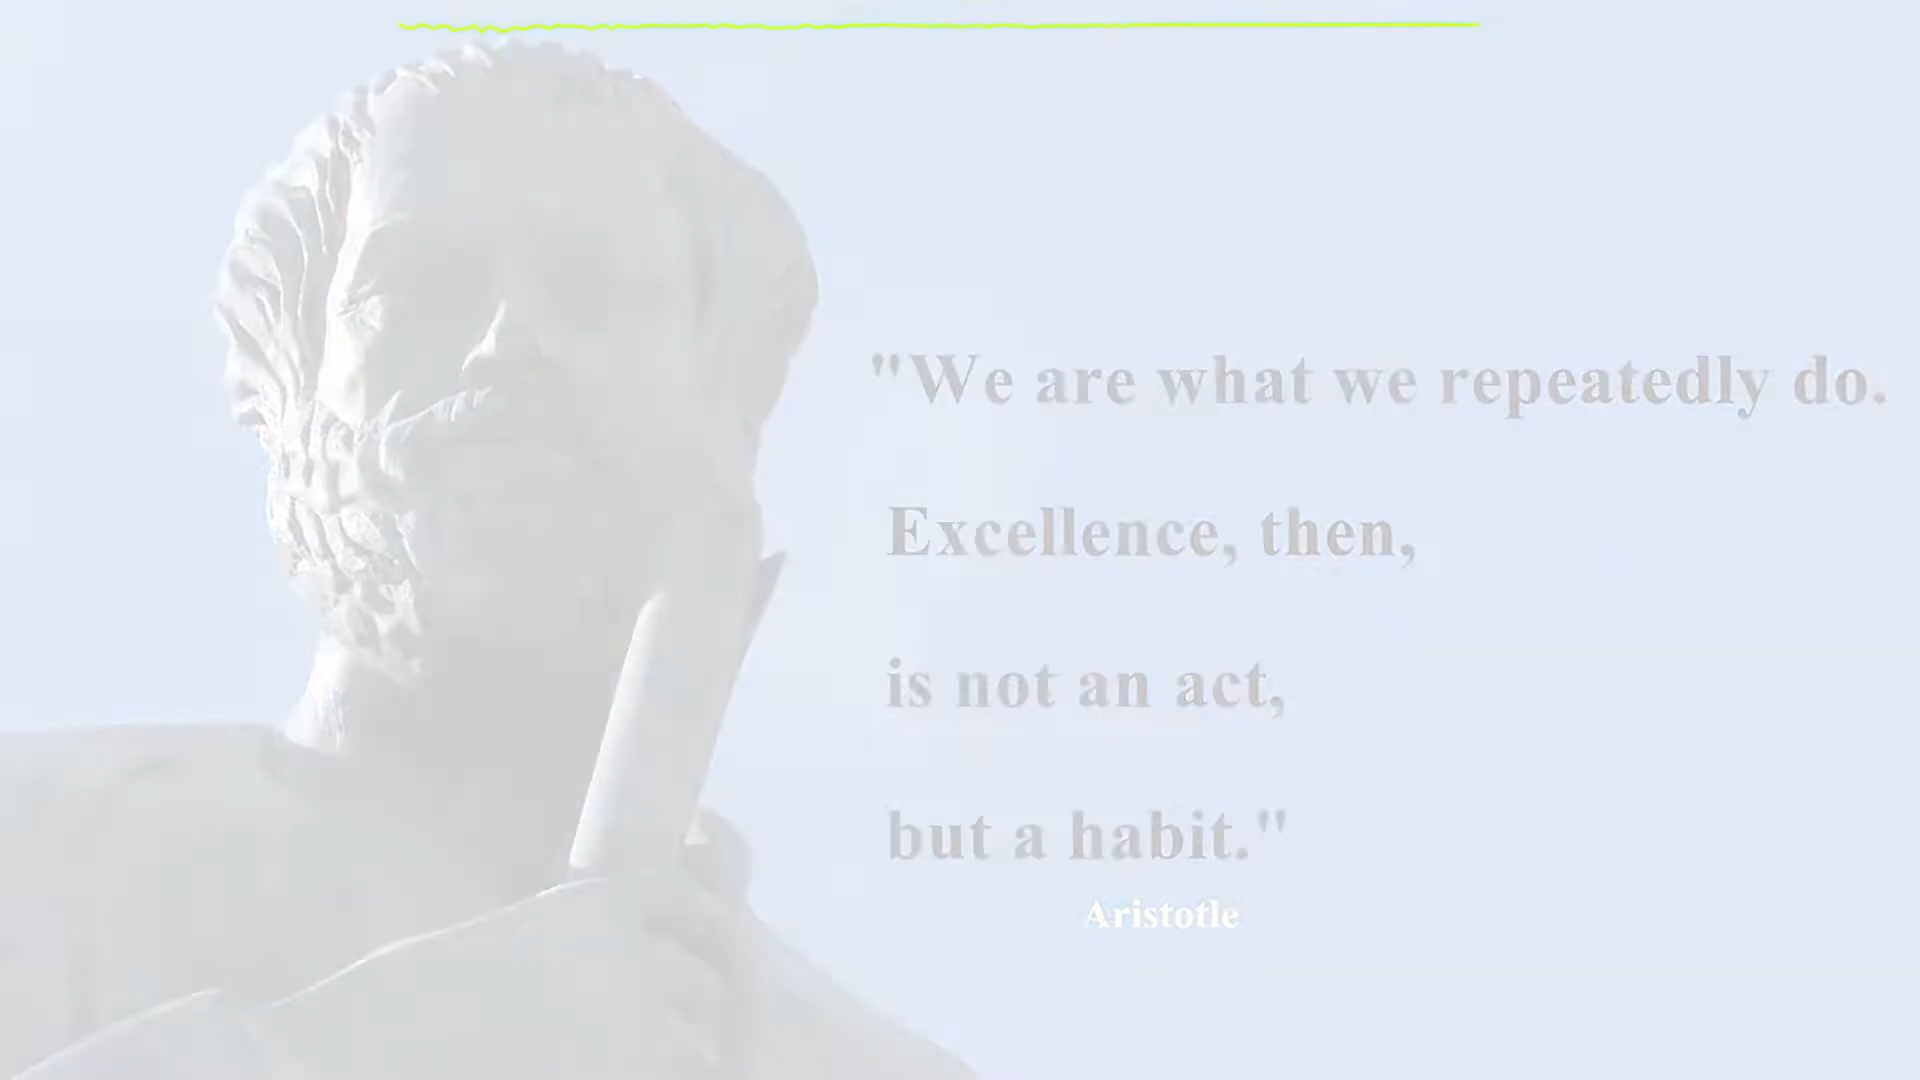 "We are what we repeatedly do.
Excellence, then,
is not an act,
but a habit."
Aristotle